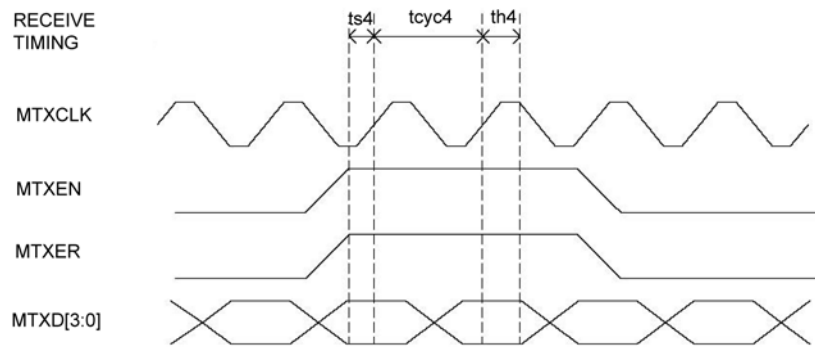 RECEIVE
TIMING
ts4 tcyc4 th4
MTXCLK
MTXEN
MTXER
MTXD[3:0]